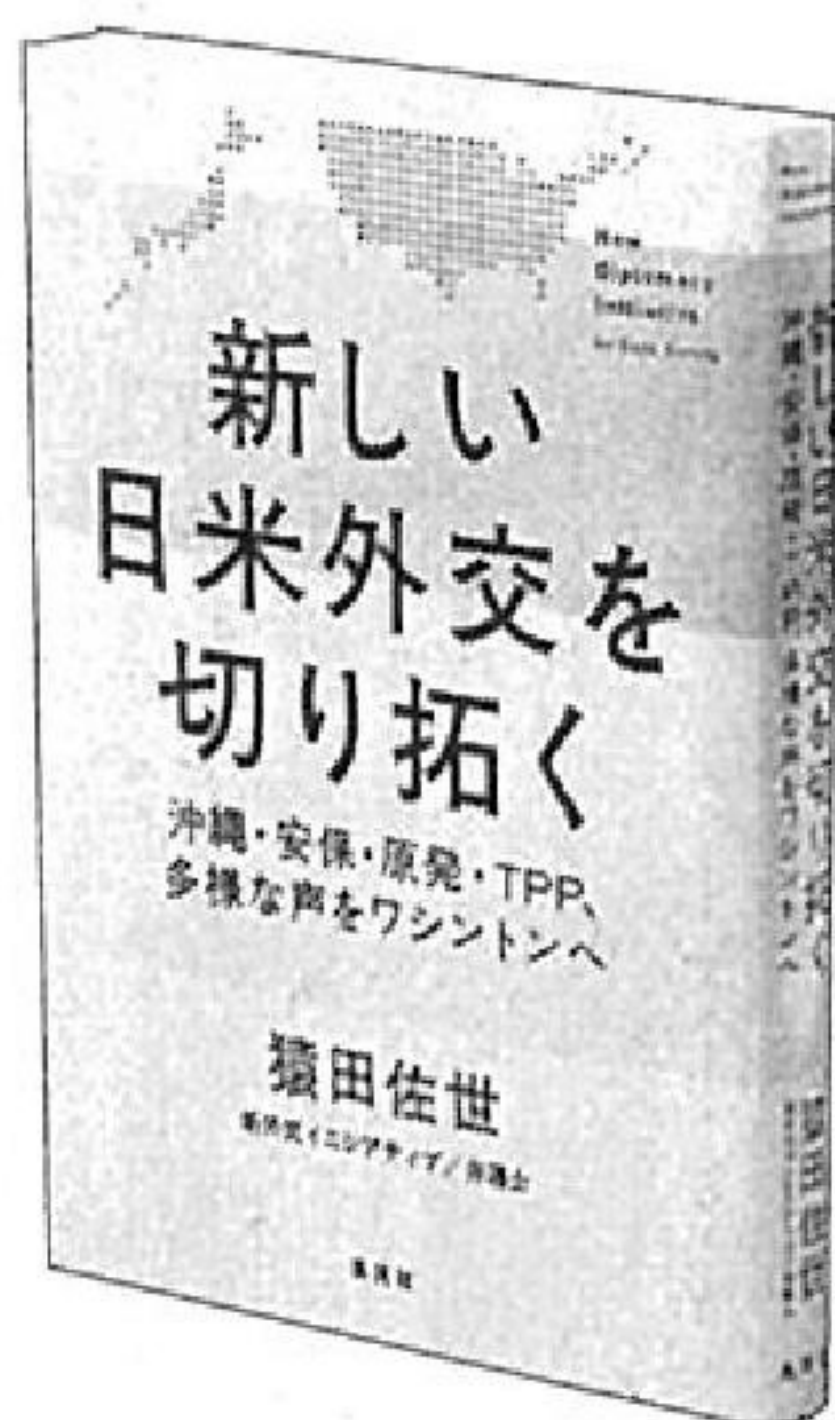 New
Diplomacy
Initiative
新しい
日米外交を
切り拓く
沖縄・安保・原発・TPP、
多様な声をワシントンへ
猿田佐世
新外交イニシアティブ/弁護士
集英社